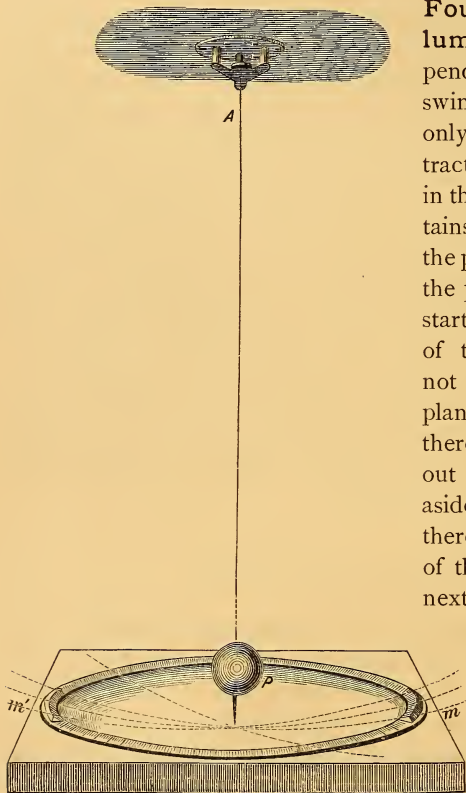 Fou
lum
pend
swin
only
tract
in th
tains
the p
the p
start
of t
not
plan
there
out
aside
there
of th
next
A
P
m'
m